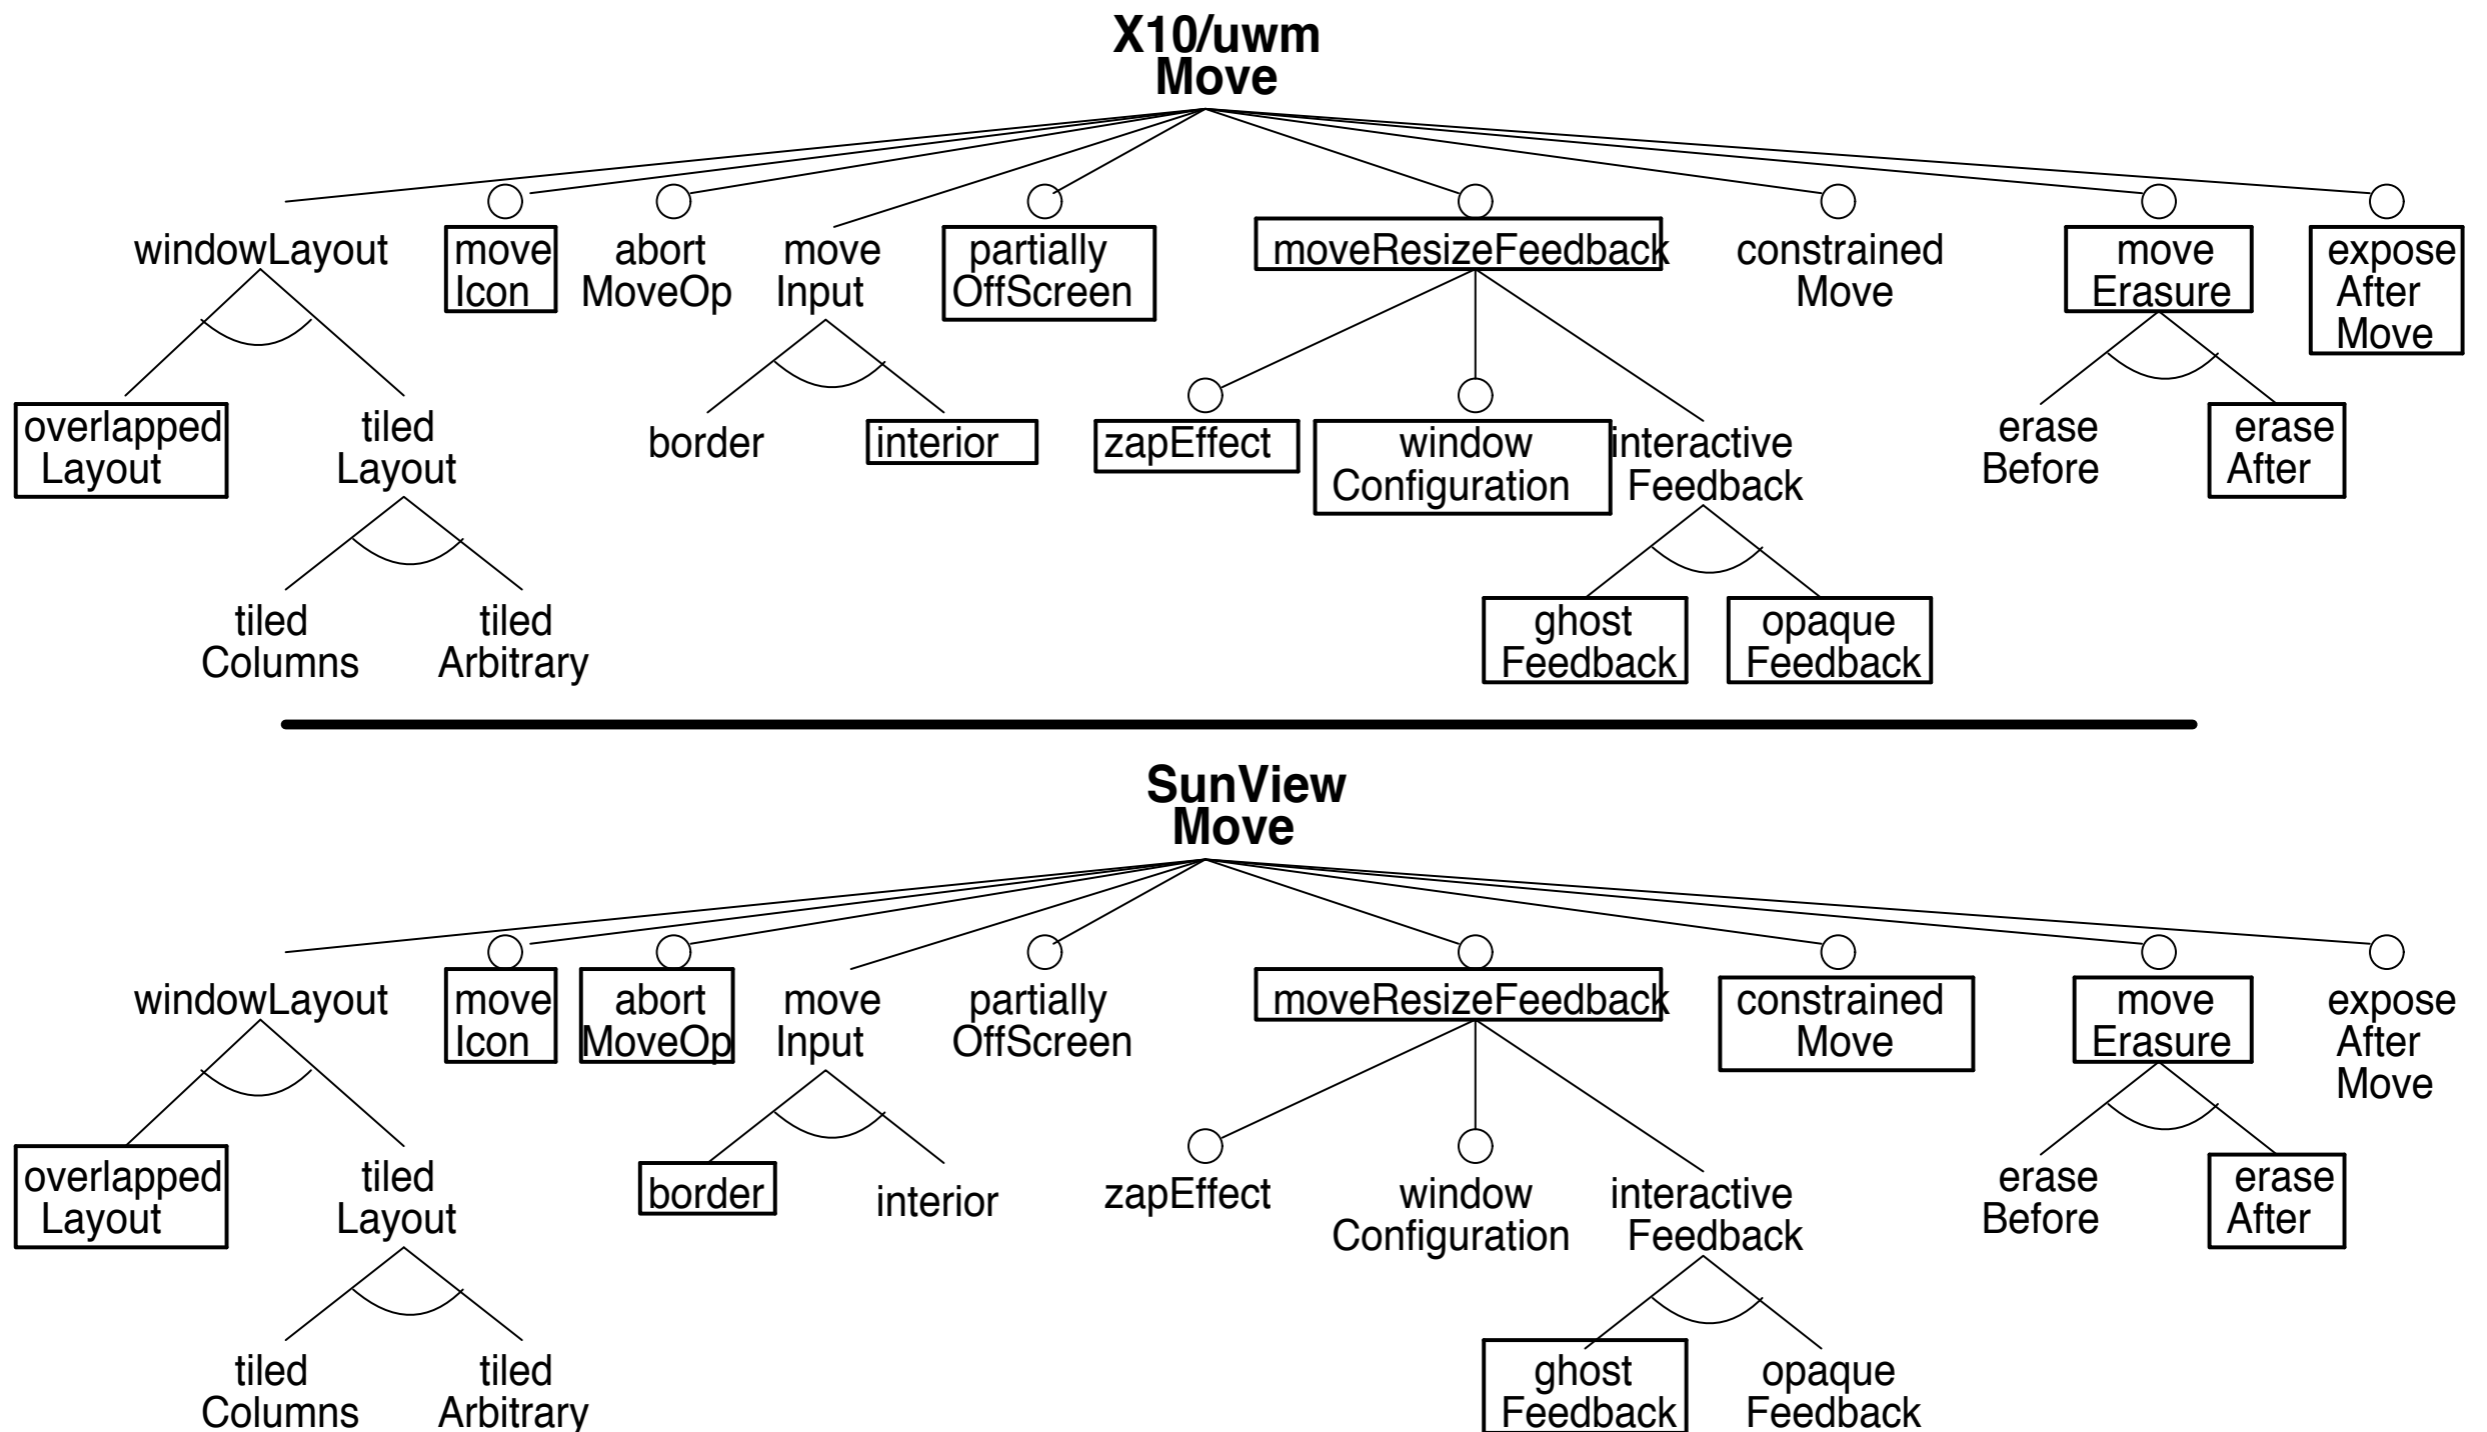 X10/uwm
Move
windowLayout
move
Icon
abort
MoveOp
move
Input
partially
OffScreen
moveResizeFeedback
constrained
Move
move
Erasure
expose
After
Move
overlapped
Layout
tiled
Layout
border
interior
zapEffect
window
Configuration
interactive
Feedback
erase
Before
erase
After
tiled
Columns
tiled
Arbitrary
ghost
Feedback
opaque
Feedback
SunView
Move
windowLayout
move
Icon
abort
MoveOp
move
Input
partially
OffScreen
moveResizeFeedback
constrained
Move
move
Erasure
expose
After
Move
overlapped
Layout
tiled
Layout
border
interior
zapEffect
window
Configuration
interactive
Feedback
erase
Before
erase
After
tiled
Columns
tiled
Arbitrary
ghost
Feedback
opaque
Feedback